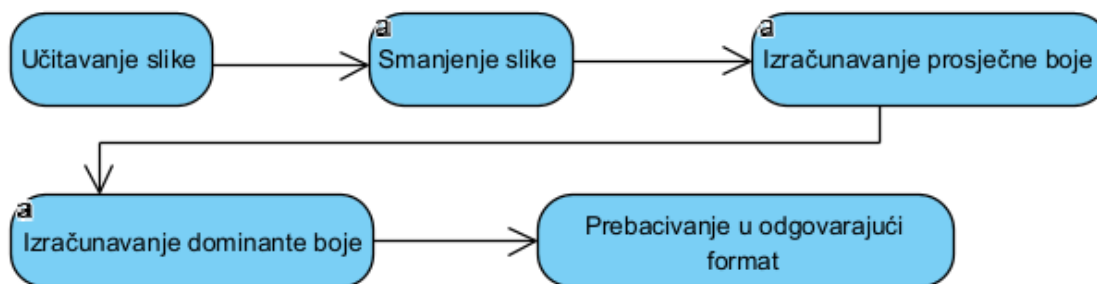 a
a
Učitavanje slike
Smanjenje slike
Izračunavanje prosječne boje
a
Izračunavanje dominante boje
Prebacivanje u odgovarajući
format